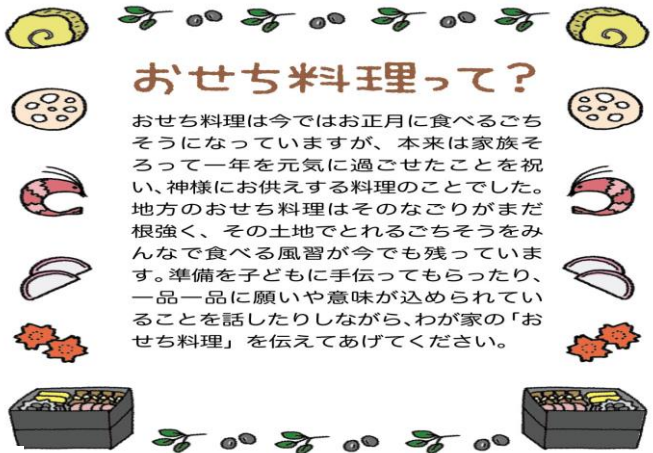 おせち料理って？
おせち料理は今ではお正月に食べるごち
そうになっていますが、本来は家族そ
ろって一年を元気に過ごせたことを祝
い、神様にお供えする料理のことでした。
地方のおせち料理はそのなごりがまだ
根強く、その土地でとれるごちそうをみ
んなで食べる風習が今でも残っていま
す。準備を子どもに手伝ってもらったり、
一品一品に願いや意味が込められてい
ることを話したりしながら、わが家の「お
せち料理」を伝えてあげてください。